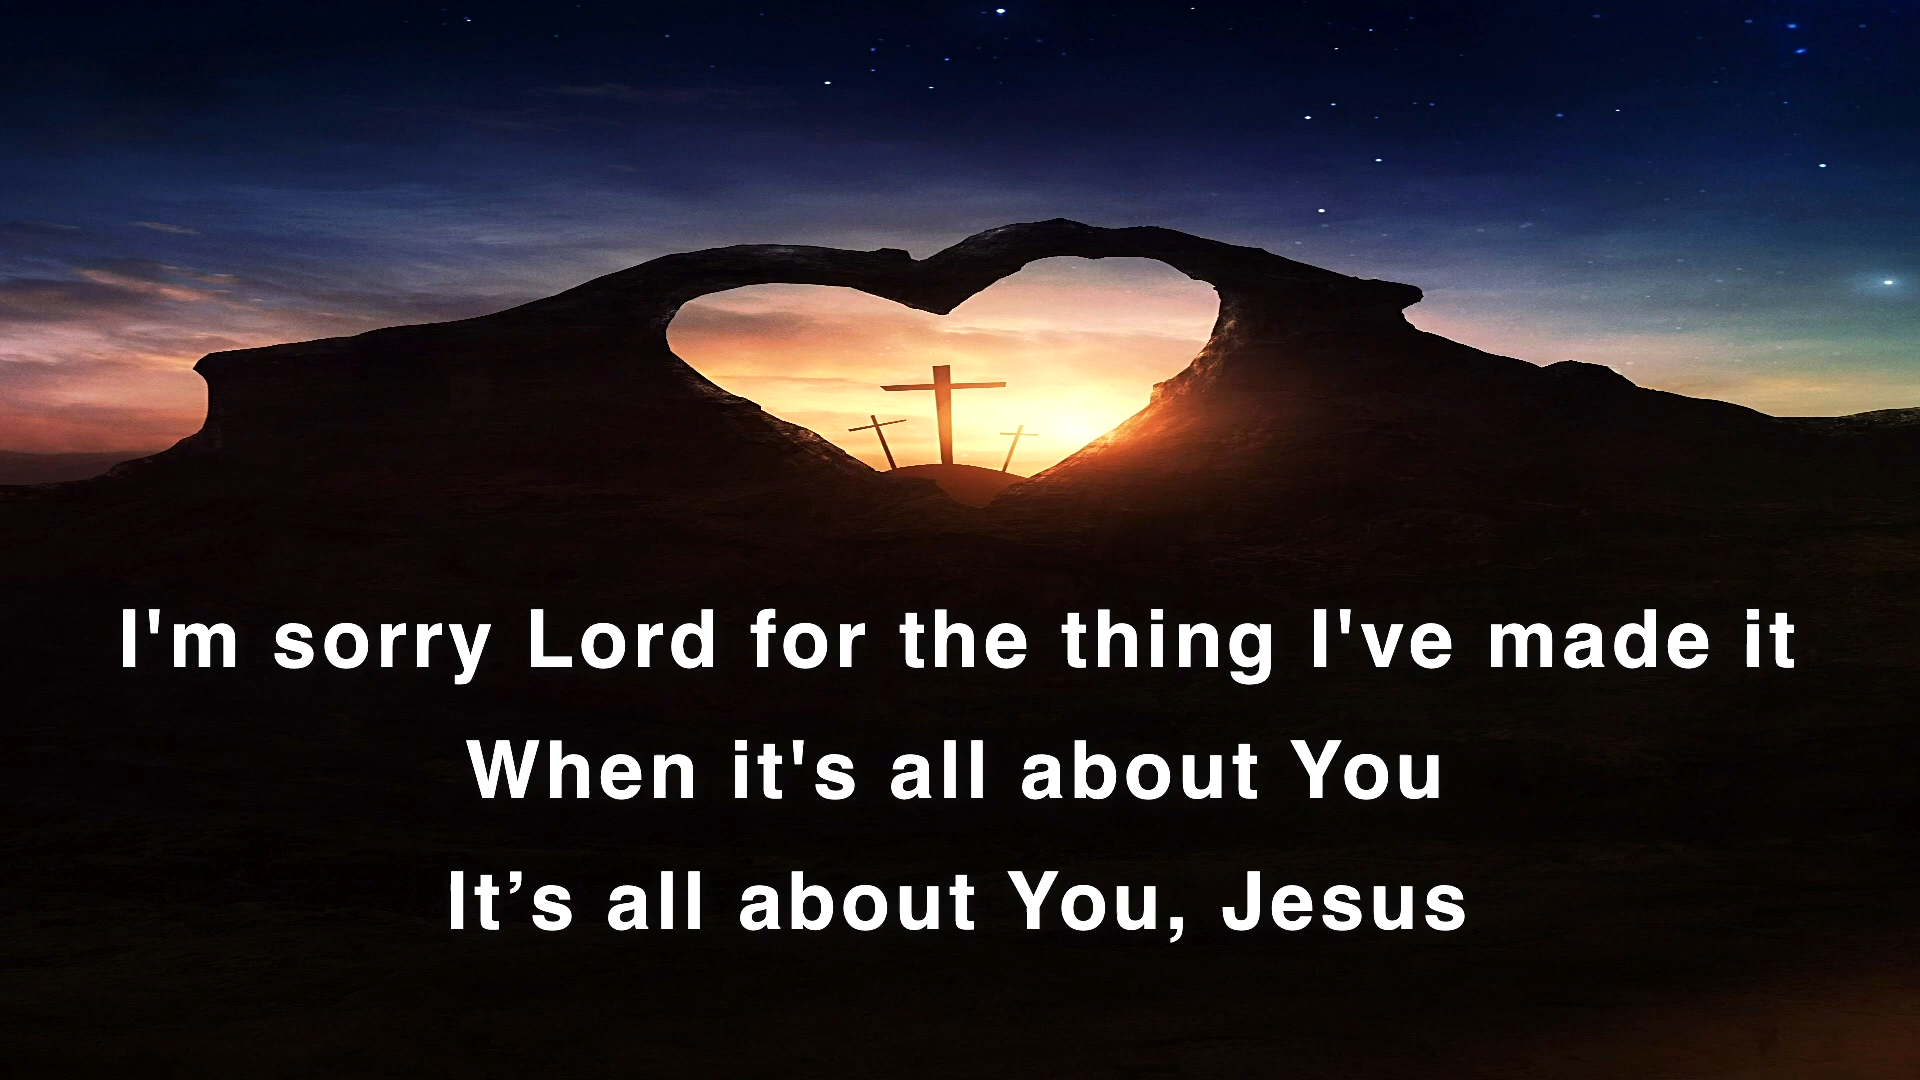 I'm sorry Lord for the thing I've made it
When it's all about You
It’s all about You, Jesus